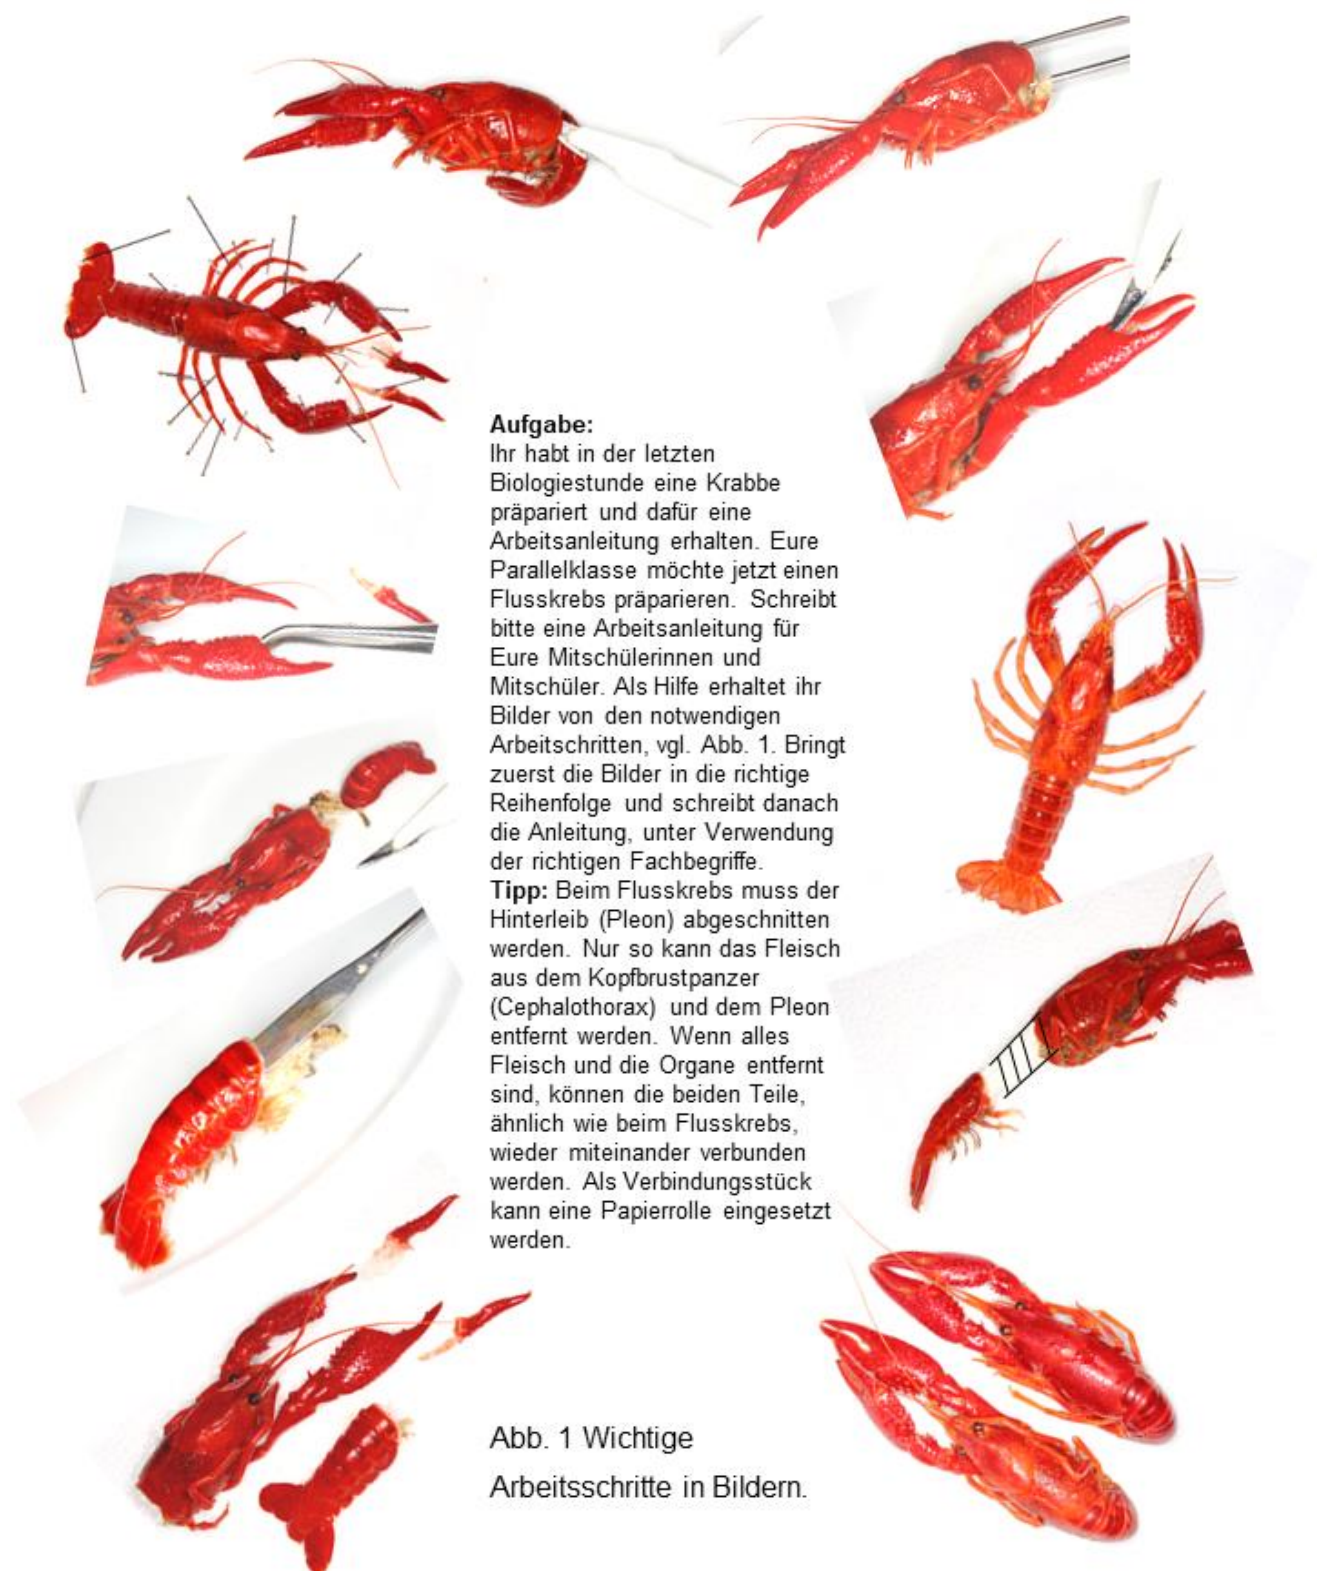 Aufgabe:
Ihr habt in der letzten
Biologiestunde eine Krabbe
präpariert und dafür eine
Arbeitsanleitung erhalten. Eure
Parallelklasse möchte jetzt einen
Flusskrebs präparieren. Schreibt
bitte eine Arbeitsanleitung für
Eure Mitschülerinnen und
Mitschüler. Als Hilfe erhaltet ihr
Bilder von den notwendigen
Arbeitschritten, vgl. Abb. 1. Bringt
zuerst die Bilder in die richtige
Reihenfolge und schreibt danach
die Anleitung, unter Verwendung
der richtigen Fachbegriffe.
Tipp: Beim Flusskrebs muss der
Hinterleib (Pleon) abgeschnitten
werden. Nur so kann das Fleisch
aus dem Kopfbrustpanzer
(Cephalothorax) und dem Pleon
entfernt werden. Wenn alles
Fleisch und die Organe entfernt
sind, können die beiden Teile,
ähnlich wie beim Flusskrebs,
wieder miteinander verbunden
werden. Als Verbindungsstück
kann eine Papierrolle eingesetzt
werden.
Abb. 1 Wichtige
Arbeitsschritte in Bildern.